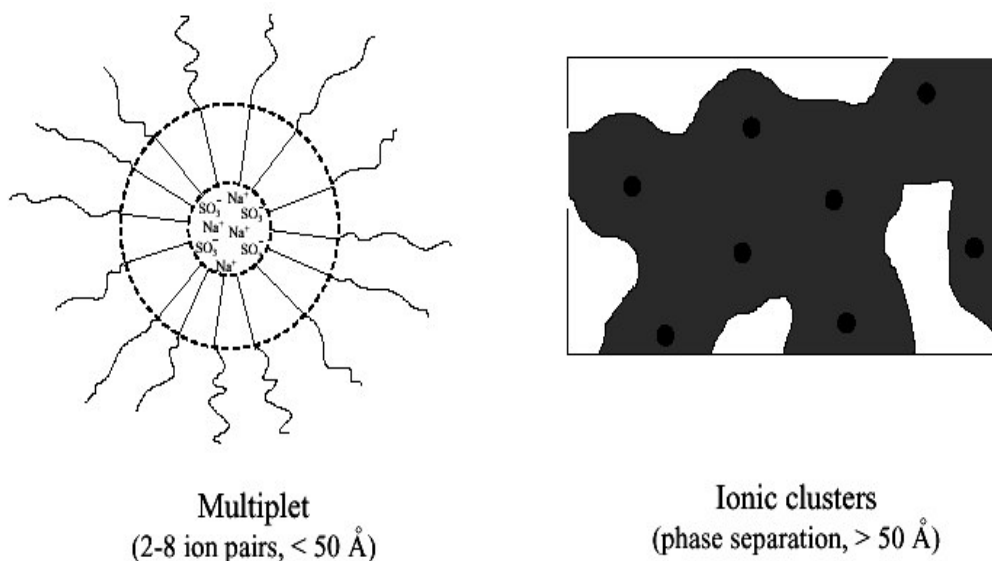 Na⁺
SO₃⁻ SO₃⁻
Na⁺ Na⁺
SO₃⁻ SO₃⁻
Na⁺
Multiplet
(2-8 ion pairs, < 50 Å)
Ionic clusters
(phase separation, > 50 Å)